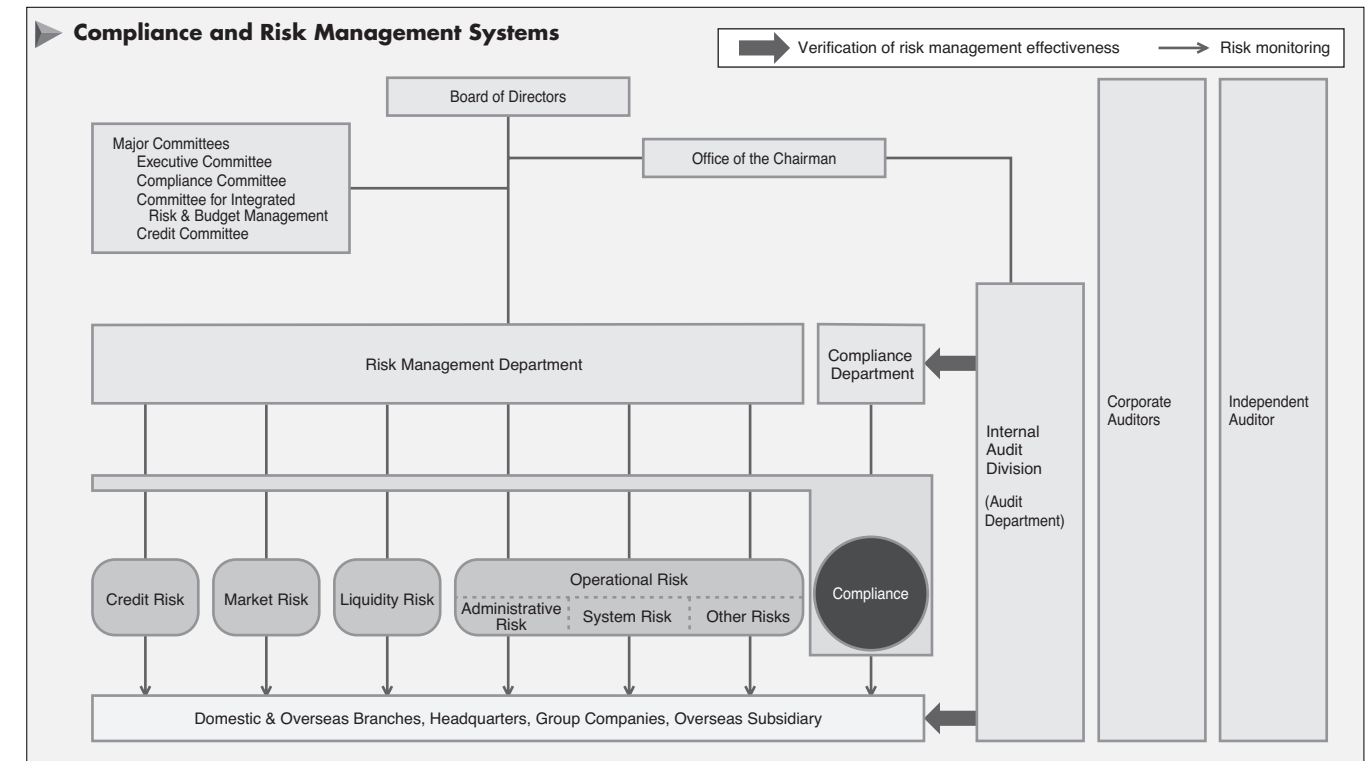 Compliance and Risk Management Systems
Verification of risk management effectiveness
Risk monitoring
Board of Directors
Major Committees
Executive Committee
Compliance Committee
Committee for Integrated
Risk & Budget Management
Credit Committee
Office of the Chairman
Risk Management Department
Compliance
Department
Internal
Audit
Division
(Audit
Department)
Corporate
Auditors
Independent
Auditor
Credit Risk
Market Risk
Liquidity Risk
Operational Risk
Administrative
Risk
System Risk
Other Risks
Compliance
Domestic & Overseas Branches, Headquarters, Group Companies, Overseas Subsidiary